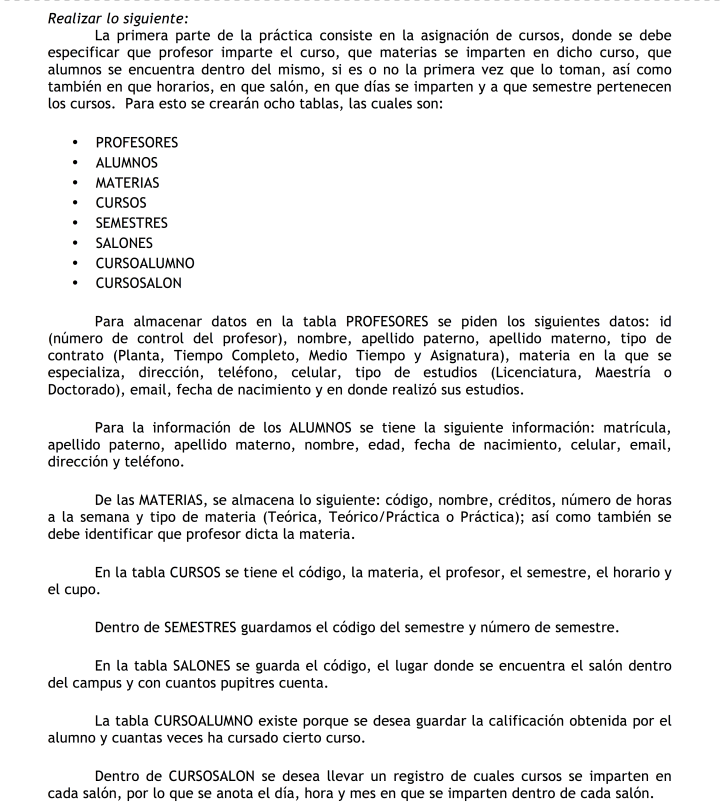 Realizar lo siguiente:
La primera parte de la práctica consiste en la asignación de cursos, donde se debe
especificar que profesor imparte el curso, que materias se imparten en dicho curso, que
alumnos se encuentra dentro del mismo, si es o no la primera vez que lo toman, así como
también en que horarios, en que salón, en que días se imparten y a que semestre pertenecen
los cursos. Para esto se crearán ocho tablas, las cuales son:
• PROFESORES
• ALUMNOS
• MATERIAS
• CURSOS
• SEMESTRES
• SALONES
• CURSOALUMNO
• CURSOSALON
Para almacenar datos en la tabla PROFESORES se piden los siguientes datos: id
(número de control del profesor), nombre, apellido paterno, apellido materno, tipo de
contrato (Planta, Tiempo Completo, Medio Tiempo y Asignatura), materia en la que se
especializa, dirección, teléfono, celular, tipo de estudios (Licenciatura, Maestría o
Doctorado), email, fecha de nacimiento y en donde realizó sus estudios.
Para la información de los ALUMNOS se tiene la siguiente información: matrícula,
apellido paterno, apellido materno, nombre, edad, fecha de nacimiento, celular, email,
dirección y teléfono.
De las MATERIAS, se almacena lo siguiente: código, nombre, créditos, número de horas
a la semana y tipo de materia (Teórica, Teórico/Práctica o Práctica); así como también se
debe identificar que profesor dicta la materia.
En la tabla CURSOS se tiene el código, la materia, el profesor, el semestre, el horario y
el cupo.
Dentro de SEMESTRES guardamos el código del semestre y número de semestre.
En la tabla SALONES se guarda el código, el lugar donde se encuentra el salón dentro
del campus y con cuantos pupitres cuenta.
La tabla CURSOALUMNO existe porque se desea guardar la calificación obtenida por el
alumno y cuantas veces ha cursado cierto curso.
Dentro de CURSOSALON se desea llevar un registro de cuales cursos se imparten en
cada salón, por lo que se anota el día, hora y mes en que se imparten dentro de cada salón.